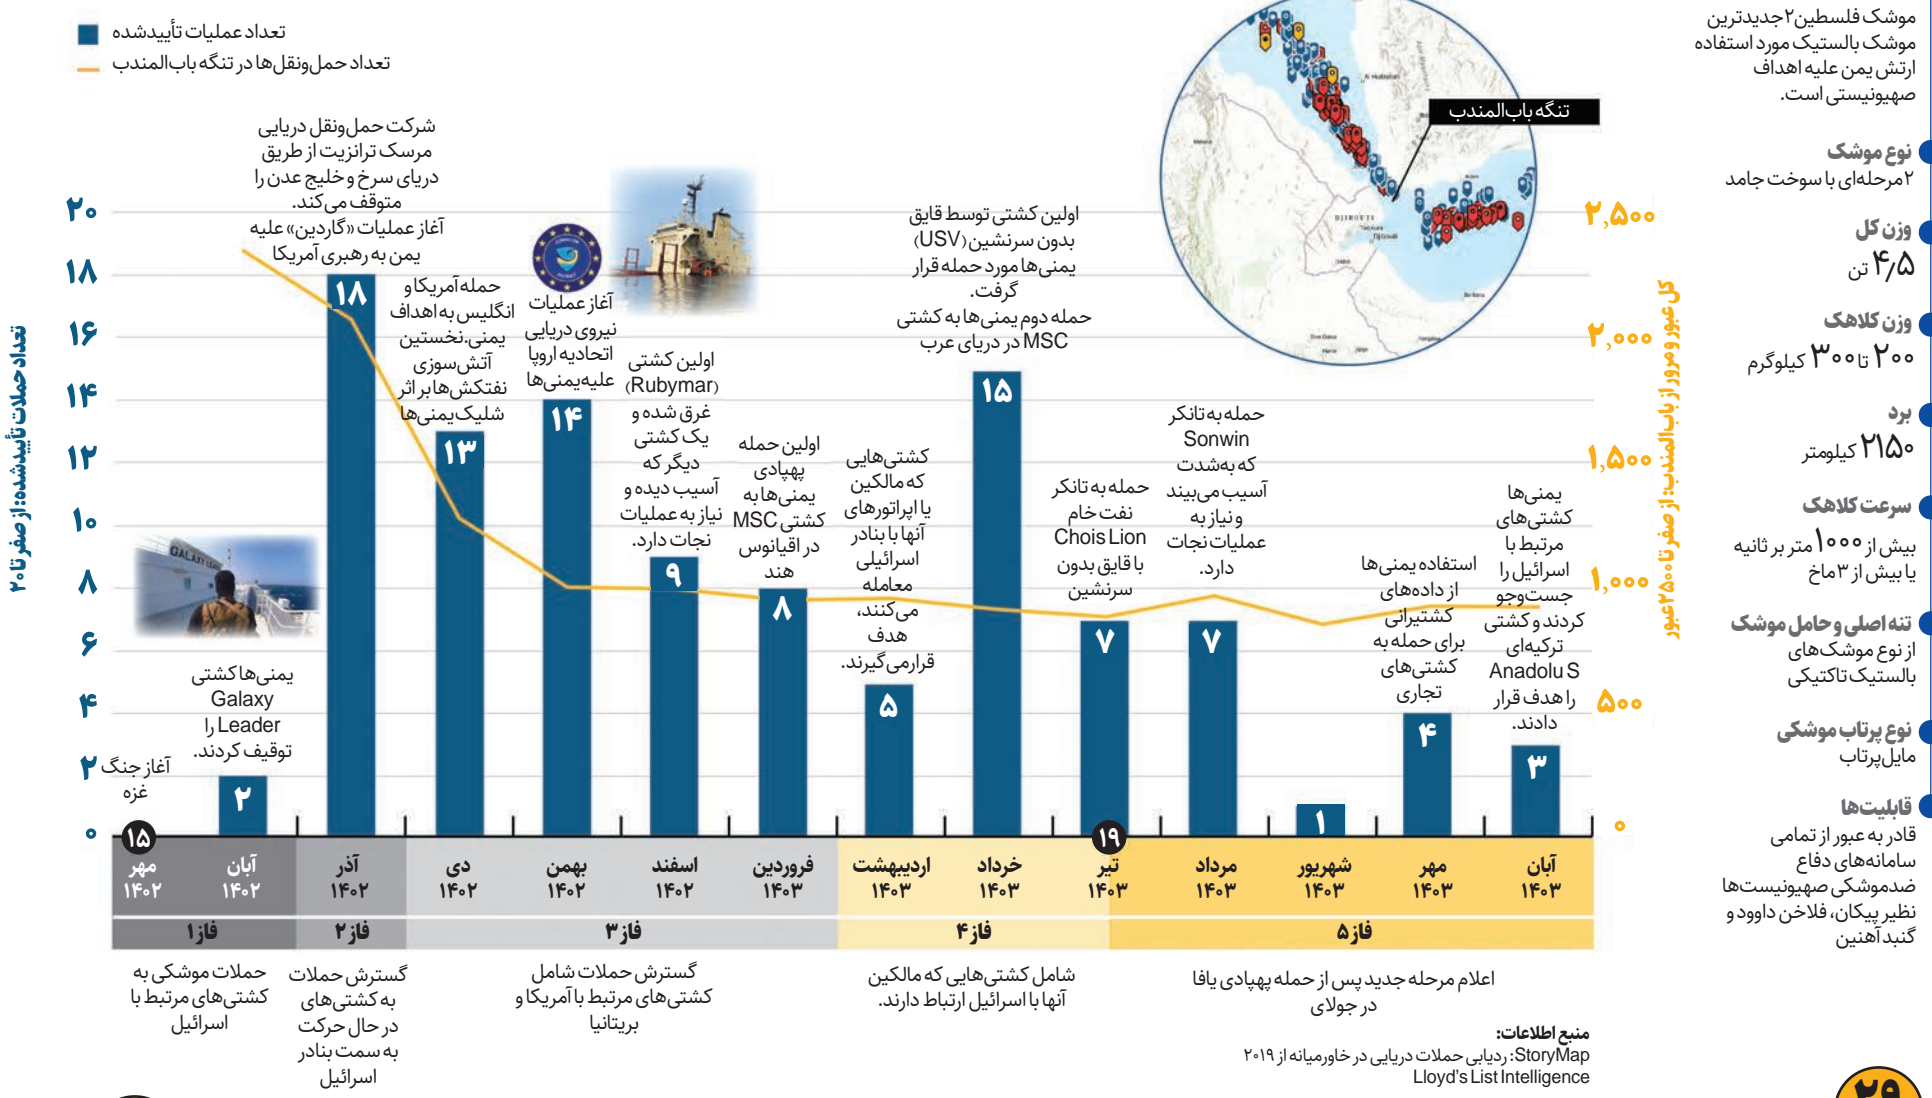 تعداد عملیات تأییدشده
تعداد حمل‌ونقل‌ها در تنگه باب‌المندب
تنگه باب‌المندب
DJIBOUTI
Djibouti
GALAXY LEA
شرکت حمل‌ونقل دریایی
مرسک ترانزیت از طریق
دریای سرخ و خلیج عدن را
متوقف می‌کند.
آغاز عملیات «گاردین» علیه
یمن به رهبری آمریکا
حمله آمریکا و
انگلیس به اهداف
یمنی. نخستین
آتش‌سوزی
نفتکش‌ها بر اثر
شلیک یمنی‌ها
آغاز عملیات
نیروی دریایی
اتحادیه اروپا
علیه یمنی‌ها
اولین کشتی
(Rubymar)
غرق شده و
یک کشتی
دیگر که
آسیب دیده و
نیاز به عملیات
نجات دارد.
اولین حمله
پهپادی
یمنی‌ها به
کشتی MSC
در اقیانوس
هند
کشتی‌هایی
که مالکین
یا اپراتورهای
آنها با بنادر
اسرائیلی
معامله
می‌کنند،
هدف
قرار می‌گیرند.
اولین کشتی توسط قایق
بدون سرنشین (USV)
یمنی‌ها مورد حمله قرار
گرفت.
حمله دوم یمنی‌ها به کشتی
MSC در دریای عرب
حمله به تانکر
نفت خام
Chois Lion
با قایق بدون
سرنشین
حمله به تانکر
Sonwin
که به‌شدت
آسیب می‌بیند
و نیاز به
عملیات نجات
دارد.
استفاده یمنی‌ها
از داده‌های
کشتیرانی
برای حمله به
کشتی‌های
تجاری
یمنی‌ها
کشتی‌های
مرتبط با
اسرائیل را
جست‌وجو
کردند و کشتی
ترکیه‌ای
Anadolu S
را هدف قرار
دادند.
یمنی‌ها کشتی
Galaxy
Leader را
توقیف کردند.
آغاز جنگ
غزه
تعداد حملات تأییدشده: از صفر تا ۲۰
۲۰
۱۸
۱۶
۱۴
۱۲
۱۰
۸
۶
۴
۲
۰
کل عبور و مرور از باب‌المندب: از صفر تا ۲۵۰۰ عبور
۲,۵۰۰
۲,۰۰۰
۱,۵۰۰
۱,۰۰۰
۵۰۰
۰
۲
۱۸
۱۳
۱۴
۹
۸
۵
۱۵
۷
۷
۱
۴
۳
۱۵
۱۹
مهر
۱۴۰۲
آبان
۱۴۰۲
آذر
۱۴۰۲
دی
۱۴۰۲
بهمن
۱۴۰۲
اسفند
۱۴۰۲
فروردین
۱۴۰۳
اردیبهشت
۱۴۰۳
خرداد
۱۴۰۳
تیر
۱۴۰۳
مرداد
۱۴۰۳
شهریور
۱۴۰۳
مهر
۱۴۰۳
آبان
۱۴۰۳
فاز ۱
فاز ۲
فاز ۳
فاز ۴
فاز ۵
حملات موشکی به
کشتی‌های مرتبط با
اسرائیل
گسترش حملات
به کشتی‌های
در حال حرکت
به سمت بنادر
اسرائیل
گسترش حملات شامل
کشتی‌های مرتبط با آمریکا و
بریتانیا
شامل کشتی‌هایی که مالکین
آنها با اسرائیل ارتباط دارند.
اعلام مرحله جدید پس از حمله پهپادی یافا
در جولای
منبع اطلاعات:
StoryMap: ردیابی حملات دریایی در خاورمیانه از ۲۰۱۹
Lloyd's List Intelligence
موشک فلسطین۲ جدیدترین
موشک بالستیک مورد استفاده
ارتش یمن علیه اهداف
صهیونیستی است.
نوع موشک
۲ مرحله‌ای با سوخت جامد
وزن کل
۴٫۵ تن
وزن کلاهک
۲۰۰ تا ۳۰۰ کیلوگرم
برد
۲۱۵۰ کیلومتر
سرعت کلاهک
بیش از ۱۰۰۰ متر بر ثانیه
یا بیش از ۳ ماخ
تنه اصلی و حامل موشک
از نوع موشک‌های
بالستیک تاکتیکی
نوع پرتاب موشکی
مایل‌پرتاب
قابلیت‌ها
قادر به عبور از تمامی
سامانه‌های دفاع
ضدموشکی صهیونیست‌ها
نظیر پیکان، فلاخن داوود و
گنبد آهنین
۲۹